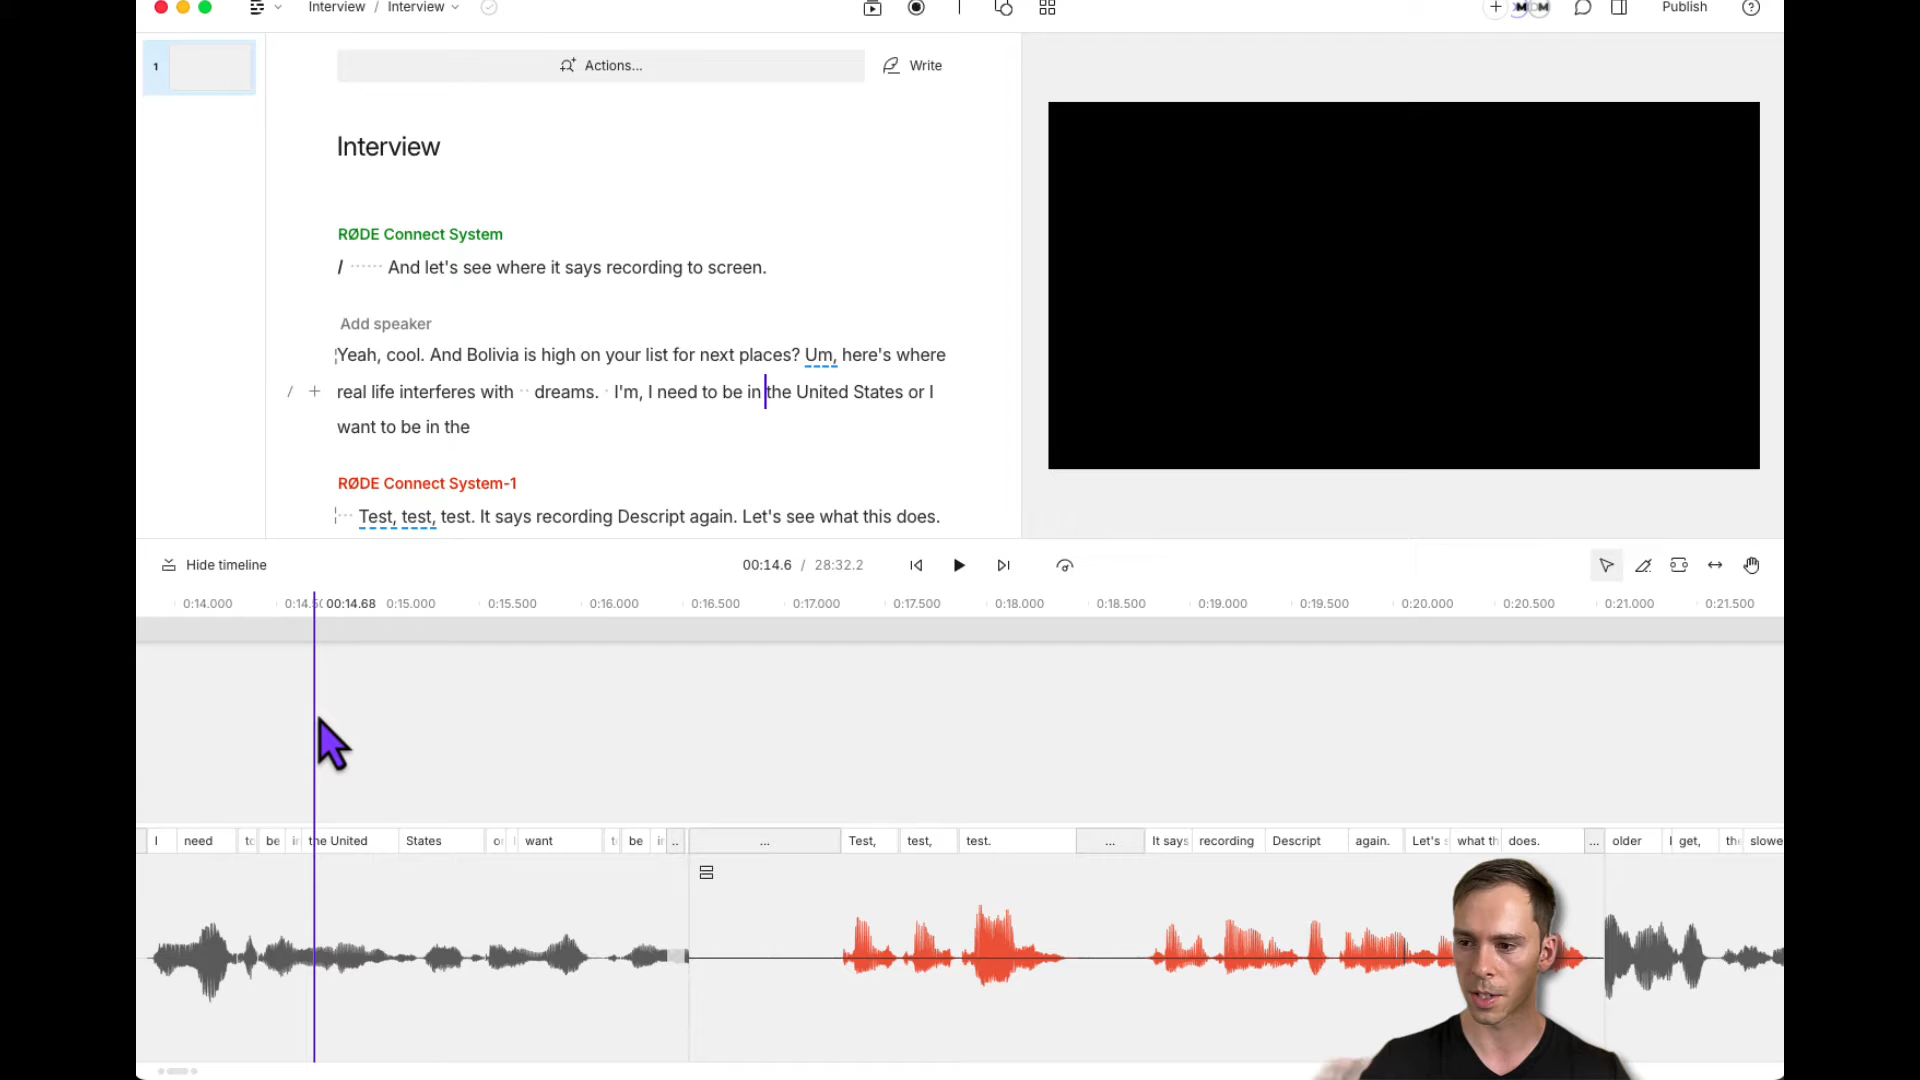 Interview / Interview
Publish
1
Actions...
Write
Interview
RØDE Connect System
/ And let's see where it says recording to screen.
Add speaker
Yeah, cool. And Bolivia is high on your list for next places? Um, here's where
real life interferes with dreams. I'm, I need to be in the United States or I
want to be in the
RØDE Connect System-1
Test, test, test. It says recording Descript again. Let's see what this does.
Hide timeline
00:14.6 / 28:32.2
0:14.000 00:14.68 0:15.000 0:15.500 0:16.000 0:16.500 0:17.000 0:17.500 0:18.000 0:18.500 0:19.000 0:19.500 0:20.000 0:20.500 0:21.000 0:21.500
I need be the United States want be ... Test, test, test. ... It says recording Descript again. Let's what does. ... older get, slowe